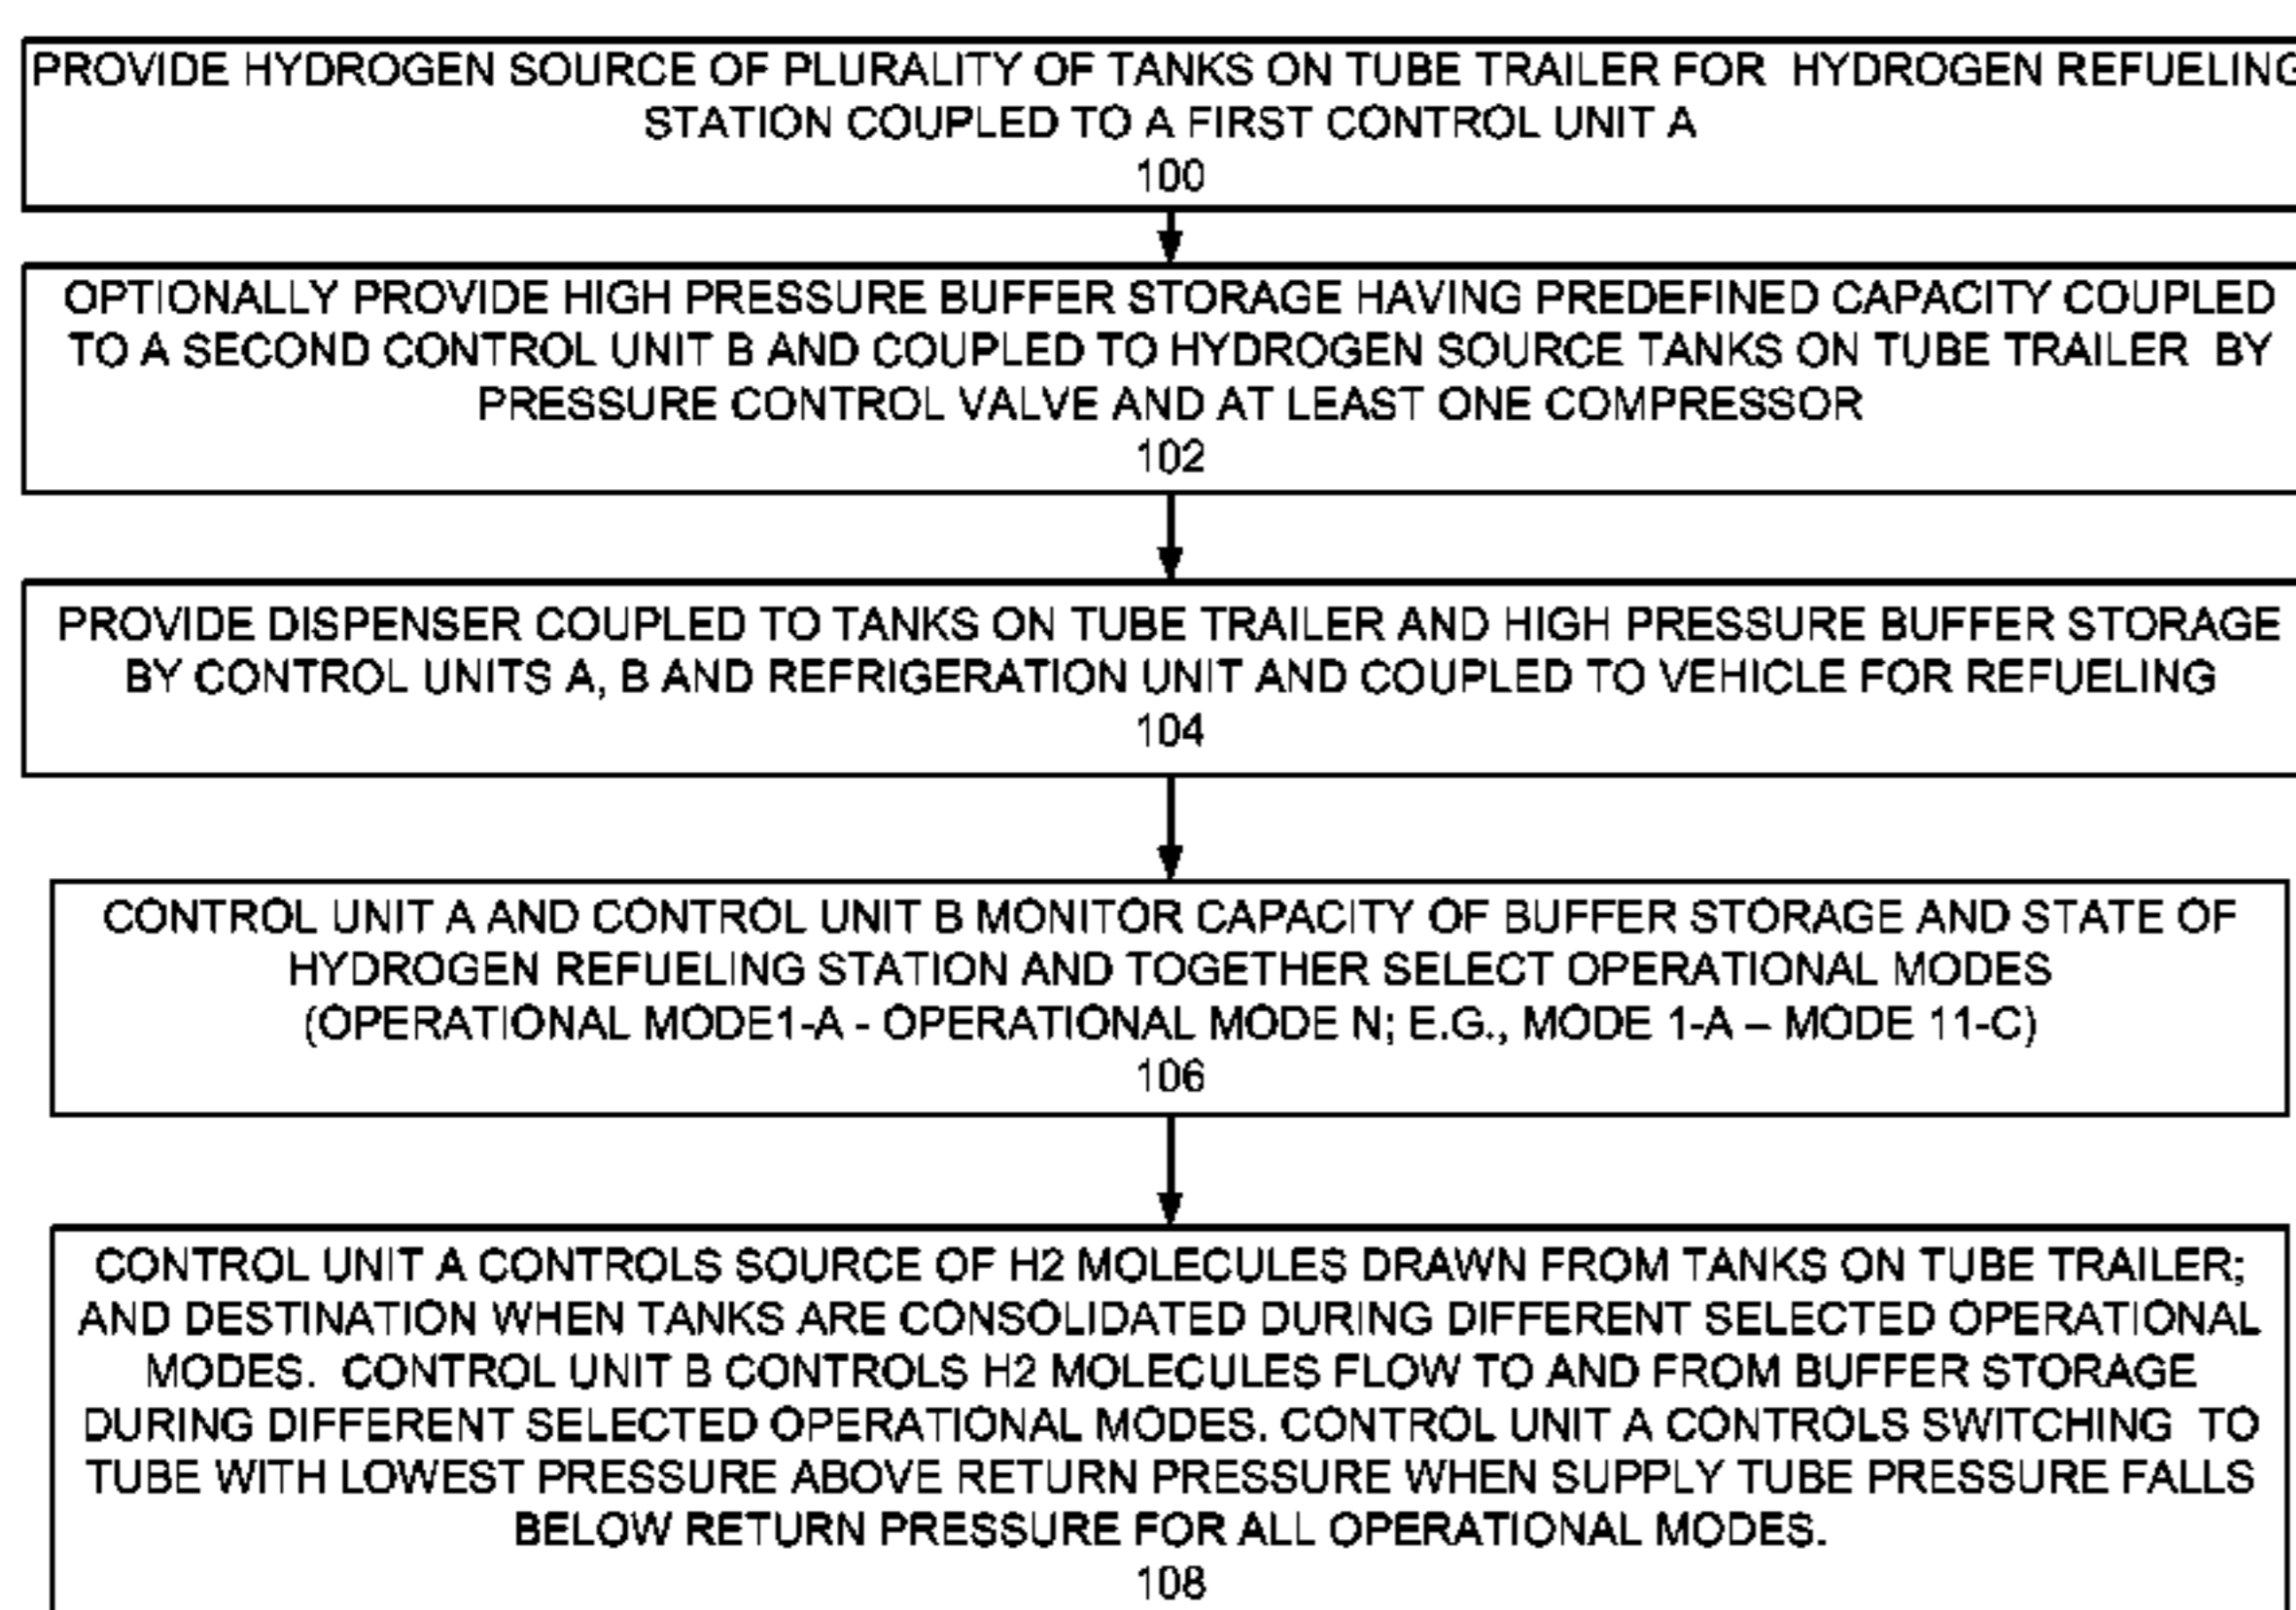 PROVIDE HYDROGEN SOURCE OF PLURALITY OF TANKS ON TUBE TRAILER FOR HYDROGEN REFUELING
STATION COUPLED TO A FIRST CONTROL UNIT A
100
OPTIONALLY PROVIDE HIGH PRESSURE BUFFER STORAGE HAVING PREDEFINED CAPACITY COUPLED
TO A SECOND CONTROL UNIT B AND COUPLED TO HYDROGEN SOURCE TANKS ON TUBE TRAILER BY
PRESSURE CONTROL VALVE AND AT LEAST ONE COMPRESSOR
102
PROVIDE DISPENSER COUPLED TO TANKS ON TUBE TRAILER AND HIGH PRESSURE BUFFER STORAGE
BY CONTROL UNITS A, B AND REFRIGERATION UNIT AND COUPLED TO VEHICLE FOR REFUELING
104
CONTROL UNIT A AND CONTROL UNIT B MONITOR CAPACITY OF BUFFER STORAGE AND STATE OF
HYDROGEN REFUELING STATION AND TOGETHER SELECT OPERATIONAL MODES
(OPERATIONAL MODE1-A - OPERATIONAL MODE N; E.G., MODE 1-A – MODE 11-C)
106
CONTROL UNIT A CONTROLS SOURCE OF H2 MOLECULES DRAWN FROM TANKS ON TUBE TRAILER;
AND DESTINATION WHEN TANKS ARE CONSOLIDATED DURING DIFFERENT SELECTED OPERATIONAL
MODES. CONTROL UNIT B CONTROLS H2 MOLECULES FLOW TO AND FROM BUFFER STORAGE
DURING DIFFERENT SELECTED OPERATIONAL MODES. CONTROL UNIT A CONTROLS SWITCHING TO
TUBE WITH LOWEST PRESSURE ABOVE RETURN PRESSURE WHEN SUPPLY TUBE PRESSURE FALLS
BELOW RETURN PRESSURE FOR ALL OPERATIONAL MODES.
108